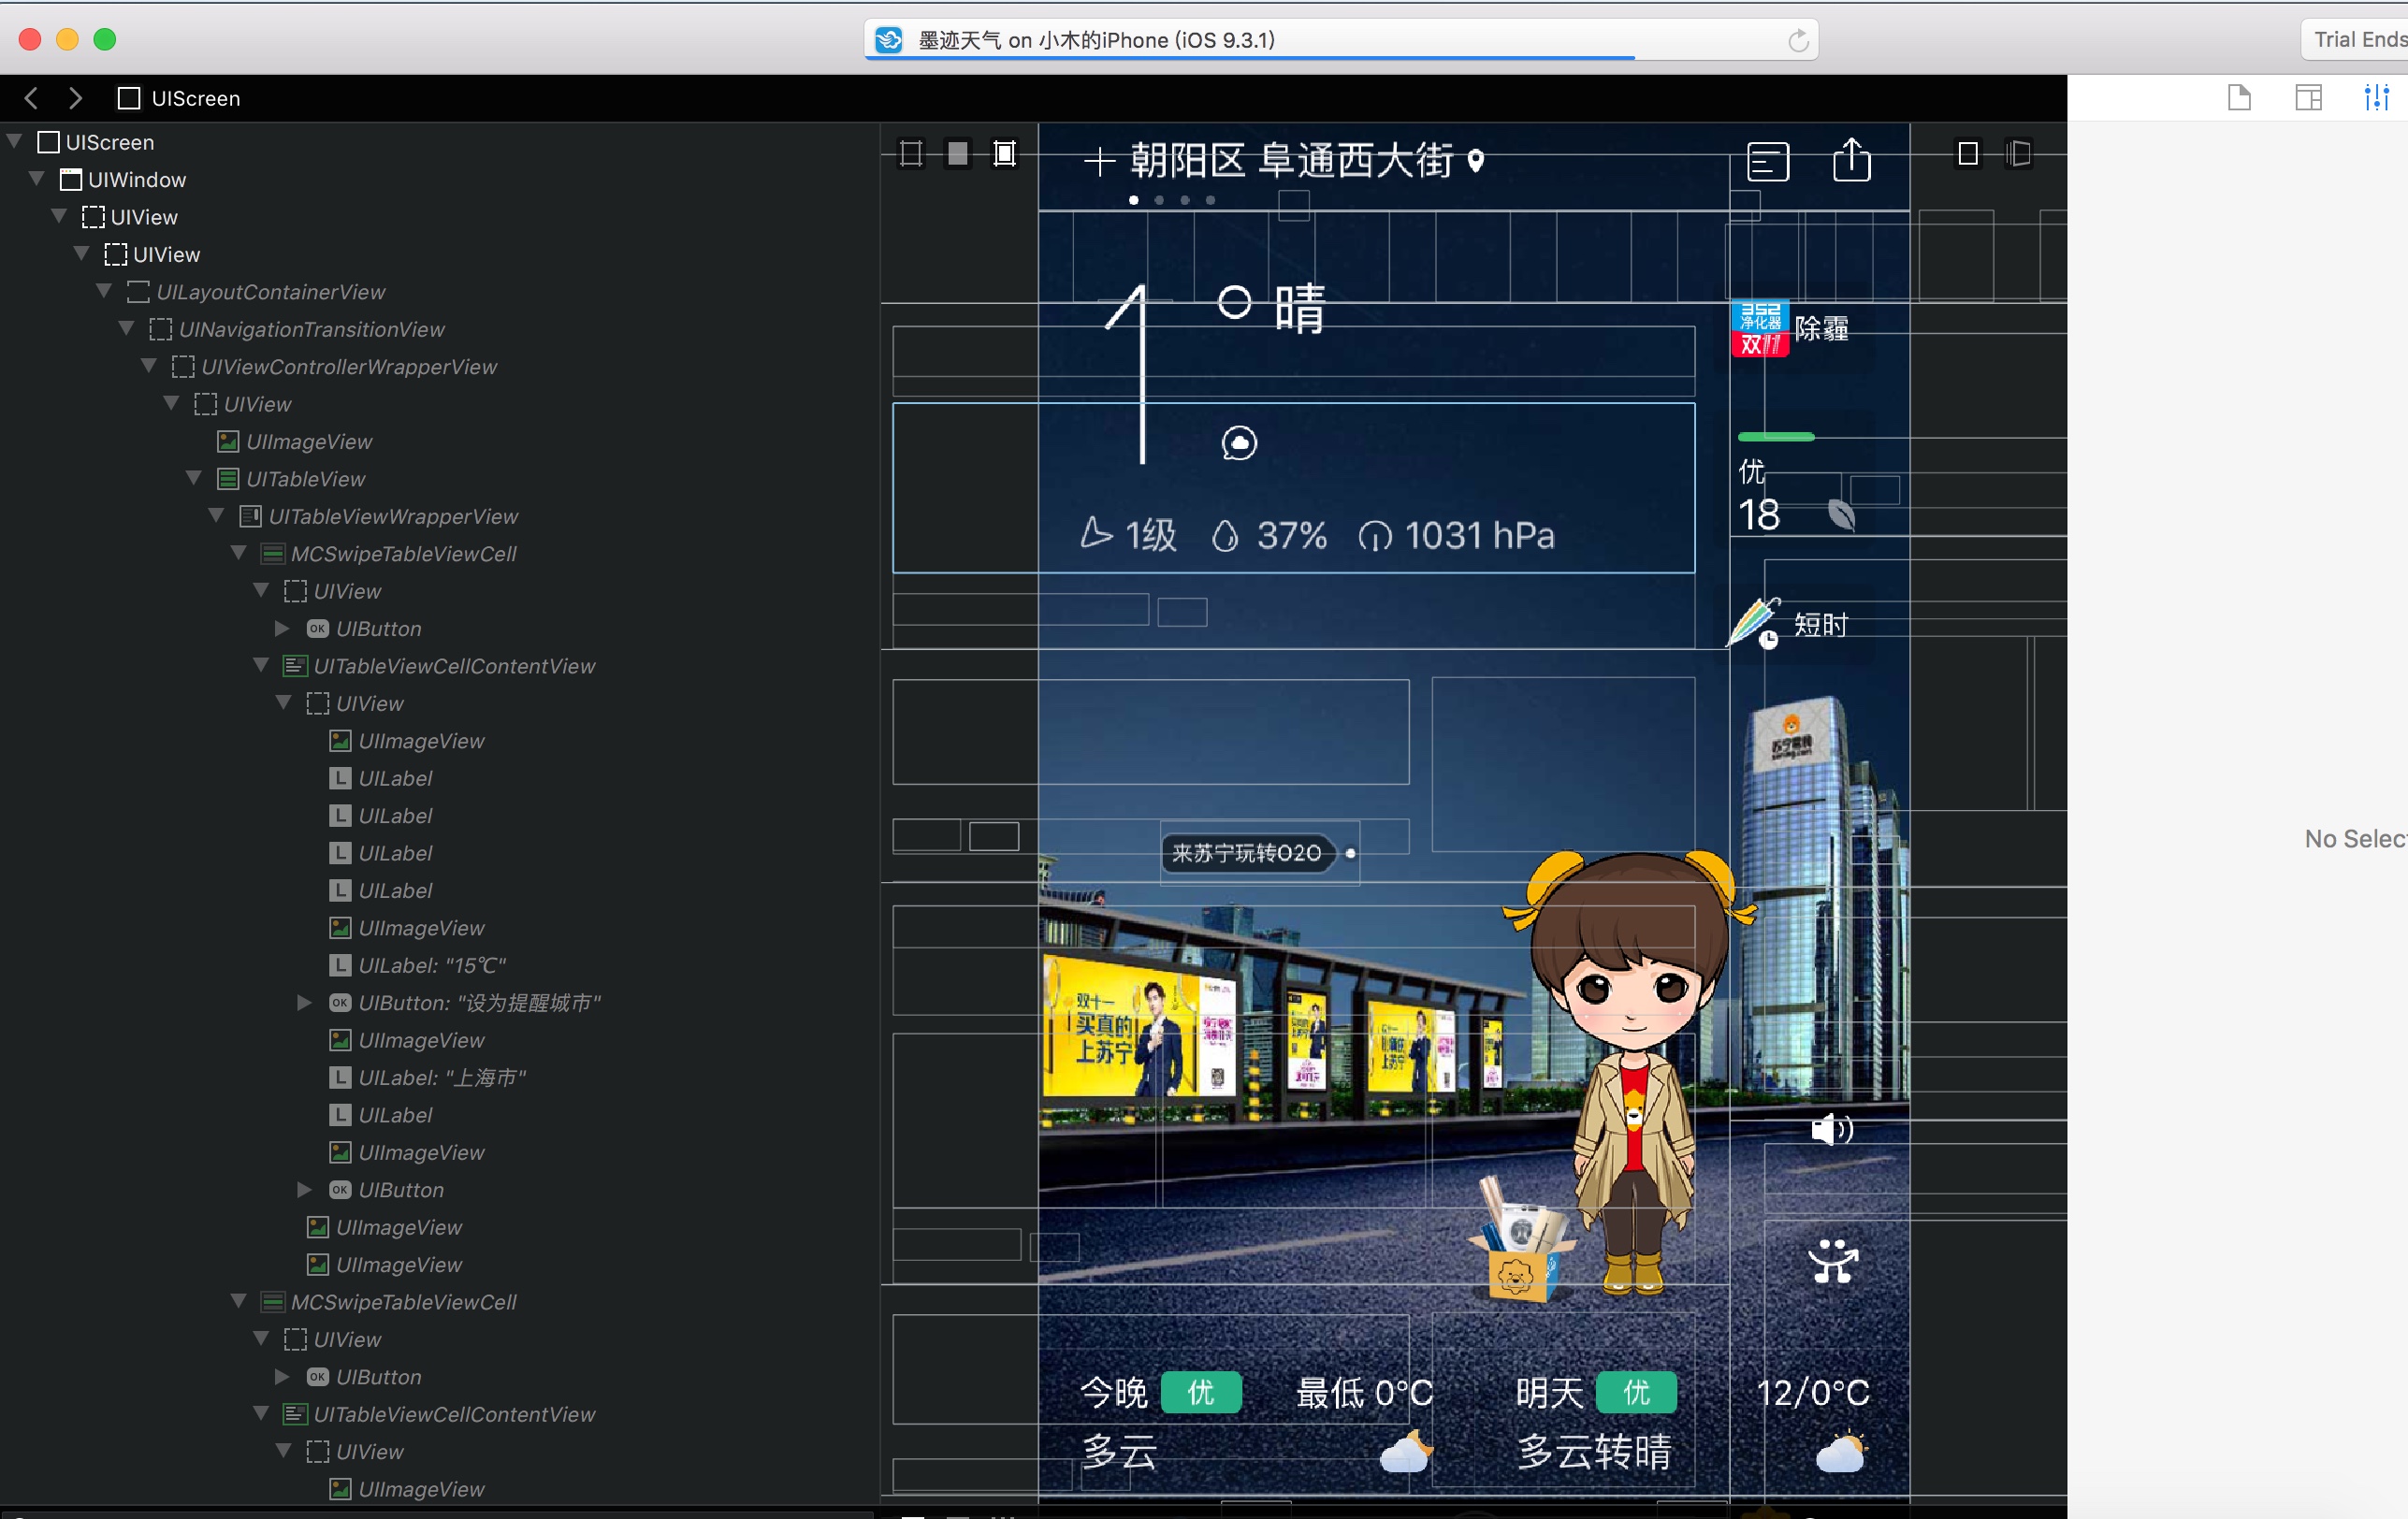 墨迹天气 on 小木的iPhone (iOS 9.3.1)
Trial Ends
UIScreen
UIScreen
UIWindow
UIView
UIView
UILayoutContainerView
UINavigationTransitionView
UIViewControllerWrapperView
UIView
UIImageView
UITableView
UITableViewWrapperView
MCSwipeTableViewCell
UIView
OK UIButton
UITableViewCellContentView
UIView
UIImageView
L UILabel
L UILabel
L UILabel
L UILabel
UIImageView
L UILabel: "15℃"
OK UIButton: "设为提醒城市"
UIImageView
L UILabel: "上海市"
L UILabel
UIImageView
OK UIButton
UIImageView
UIImageView
MCSwipeTableViewCell
UIView
OK UIButton
UITableViewCellContentView
UIView
UIImageView
朝阳区 阜通西大街
1° 晴
352
净化器
双11
除霾
优
18
1级 37% 1031 hPa
短时
来苏宁玩转O2O
双十一
买真的
上苏宁
今晚 优 最低 0°C 明天 优 12/0°C
多云 多云转晴
No Selec